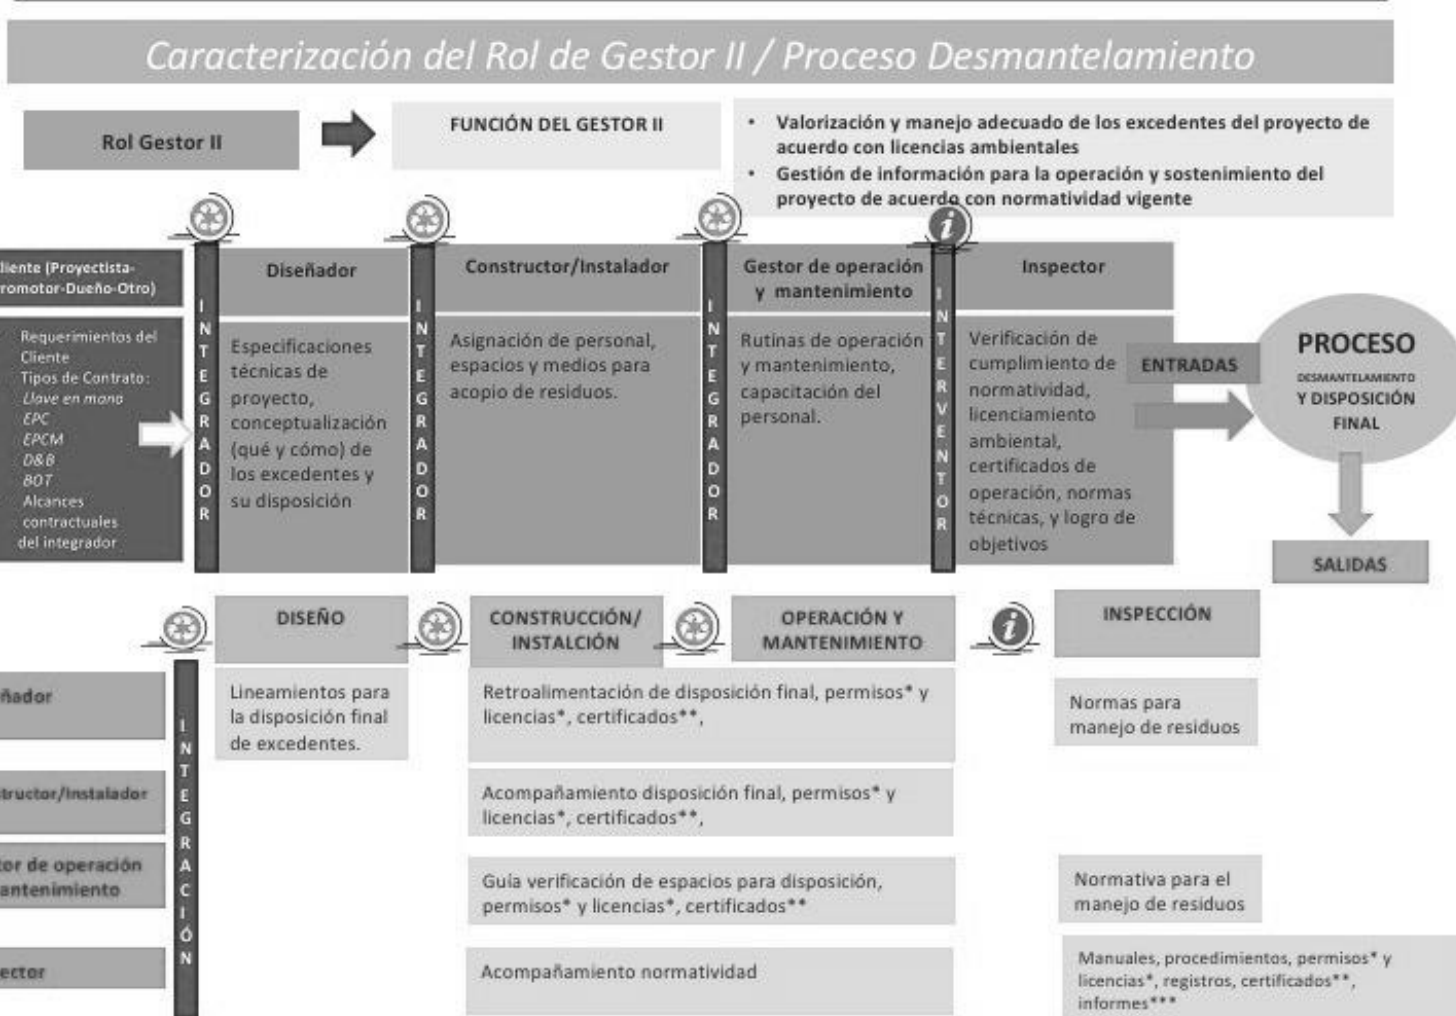 Caracterización del Rol de Gestor II / Proceso Desmantelamiento
Rol Gestor II
FUNCIÓN DEL GESTOR II
• Valorización y manejo adecuado de los excedentes del proyecto de
acuerdo con licencias ambientales
• Gestión de información para la operación y sostenimiento del
proyecto de acuerdo con normatividad vigente
liente (Proyectista-
romotor-Dueño-Otro)
Requerimientos del
Cliente
Tipos de Contrato:
Llave en mano
EPC
EPCM
D&B
BOT
Alcances
contractuales
del integrador
INTEGRADOR
Diseñador
Especificaciones
técnicas de
proyecto,
conceptualización
(qué y cómo) de
los excedentes y
su disposición
INTEGRADOR
Constructor/Instalador
Asignación de personal,
espacios y medios para
acopio de residuos.
INTEGRADOR
Gestor de operación
y mantenimiento
Rutinas de operación
y mantenimiento,
capacitación del
personal.
i
INTERVENTOR
Inspector
Verificación de
cumplimiento de
normatividad,
licenciamiento
ambiental,
certificados de
operación, normas
técnicas, y logro de
objetivos
ENTRADAS
PROCESO
DESMANTELAMIENTO
Y DISPOSICIÓN
FINAL
SALIDAS
DISEÑO
CONSTRUCCIÓN/
INSTALCIÓN
OPERACIÓN Y
MANTENIMIENTO
i
INSPECCIÓN
INTEGRACIÓN
ñador
Lineamientos para
la disposición final
de excedentes.
Retroalimentación de disposición final, permisos* y
licencias*, certificados**,
Normas para
manejo de residuos
structor/Instalador
Acompañamiento disposición final, permisos* y
licencias*, certificados**,
tor de operación
antenimiento
Guía verificación de espacios para disposición,
permisos* y licencias*, certificados**
Normativa para el
manejo de residuos
ector
Acompañamiento normatividad
Manuales, procedimientos, permisos* y
licencias*, registros, certificados**,
informes***